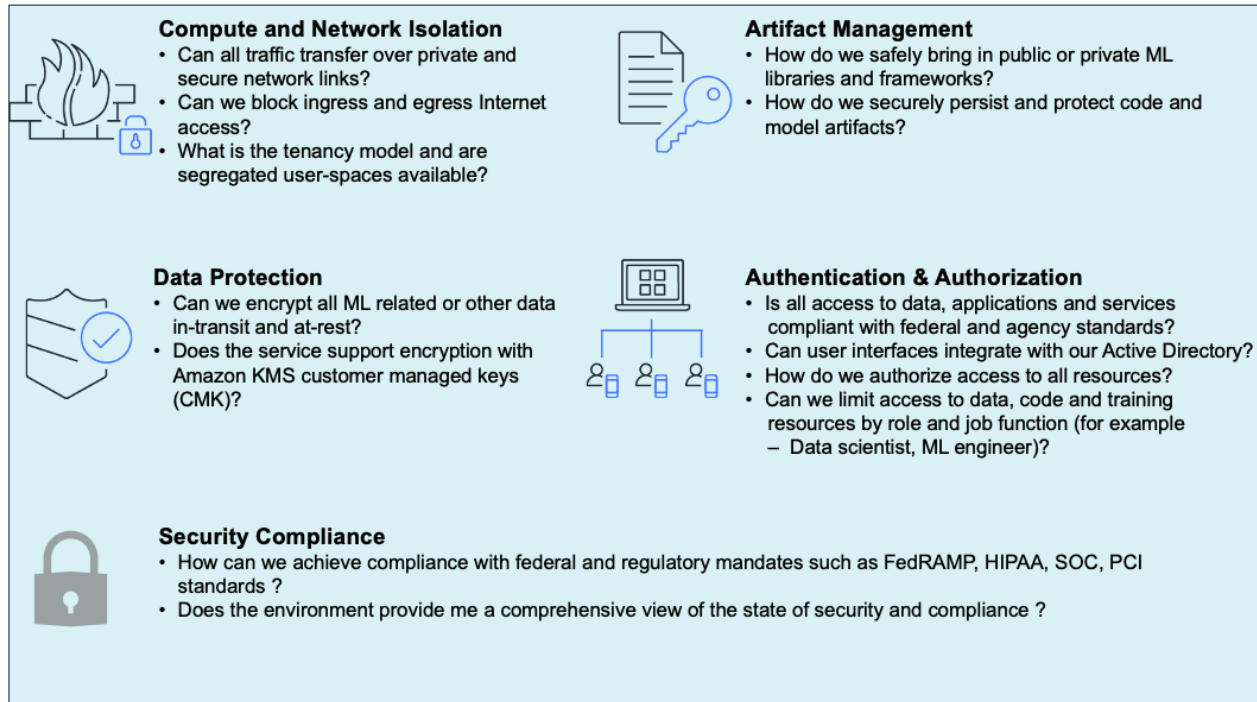 Compute and Network Isolation
• Can all traffic transfer over private and
secure network links?
• Can we block ingress and egress Internet
access?
• What is the tenancy model and are
segregated user-spaces available?
Artifact Management
• How do we safely bring in public or private ML
libraries and frameworks?
• How do we securely persist and protect code and
model artifacts?
Data Protection
• Can we encrypt all ML related or other data
in-transit and at-rest?
• Does the service support encryption with
Amazon KMS customer managed keys
(CMK)?
Authentication & Authorization
• Is all access to data, applications and services
compliant with federal and agency standards?
• Can user interfaces integrate with our Active Directory?
• How do we authorize access to all resources?
• Can we limit access to data, code and training
resources by role and job function (for example
– Data scientist, ML engineer)?
Security Compliance
• How can we achieve compliance with federal and regulatory mandates such as FedRAMP, HIPAA, SOC, PCI
standards ?
• Does the environment provide me a comprehensive view of the state of security and compliance ?